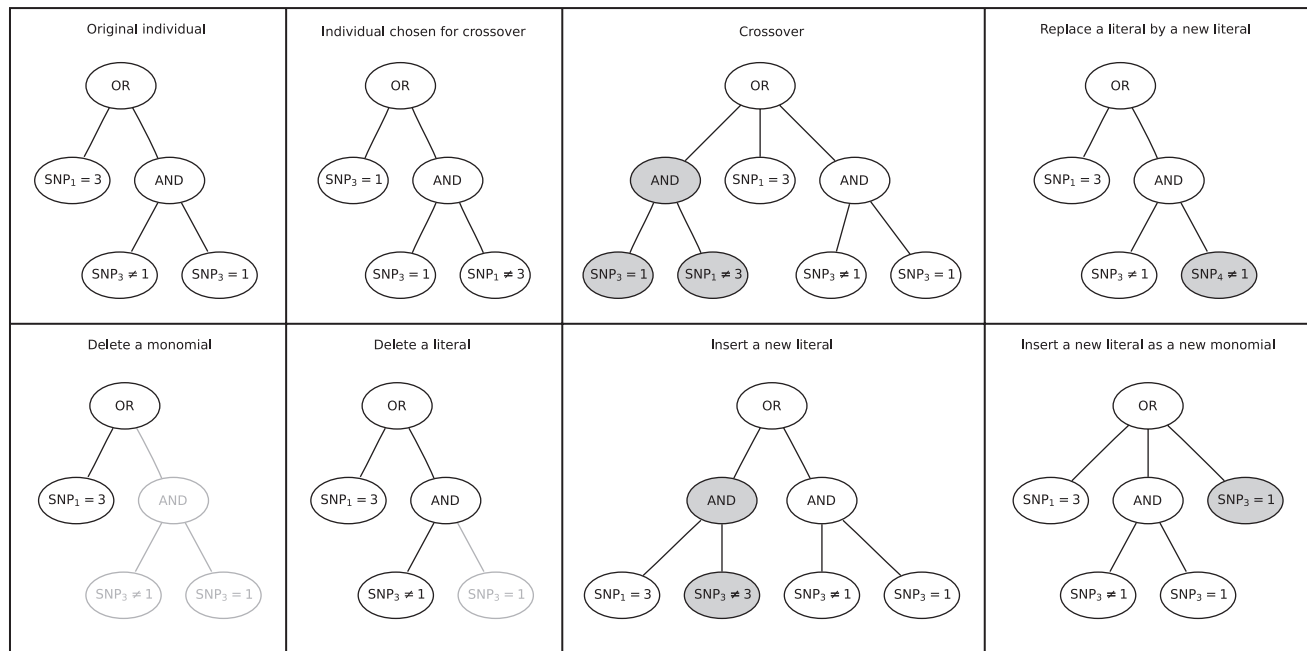 Original individual
OR
SNP₁ = 3
AND
SNP₃ ≠ 1
SNP₃ = 1
Individual chosen for crossover
OR
SNP₃ = 1
AND
SNP₃ = 1
SNP₁ ≠ 3
Crossover
OR
AND
SNP₁ = 3
AND
SNP₃ = 1
SNP₁ ≠ 3
SNP₃ ≠ 1
SNP₃ = 1
Replace a literal by a new literal
OR
SNP₁ = 3
AND
SNP₃ ≠ 1
SNP₄ ≠ 1
Delete a monomial
OR
SNP₁ = 3
AND
SNP₃ ≠ 1
SNP₃ = 1
Delete a literal
OR
SNP₁ = 3
AND
SNP₃ ≠ 1
SNP₃ = 1
Insert a new literal
OR
AND
AND
SNP₁ = 3
SNP₃ ≠ 3
SNP₃ ≠ 1
SNP₃ = 1
Insert a new literal as a new monomial
OR
SNP₁ = 3
AND
SNP₃ = 1
SNP₃ ≠ 1
SNP₃ = 1